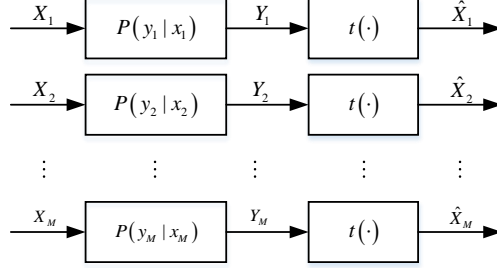 X₁ P(y₁ | x₁) Y₁ t(·) X̂₁
X₂ P(y₂ | x₂) Y₂ t(·) X̂₂
⋮ ⋮ ⋮ ⋮ ⋮
X_M P(y_M | x_M) Y_M t(·) X̂_M